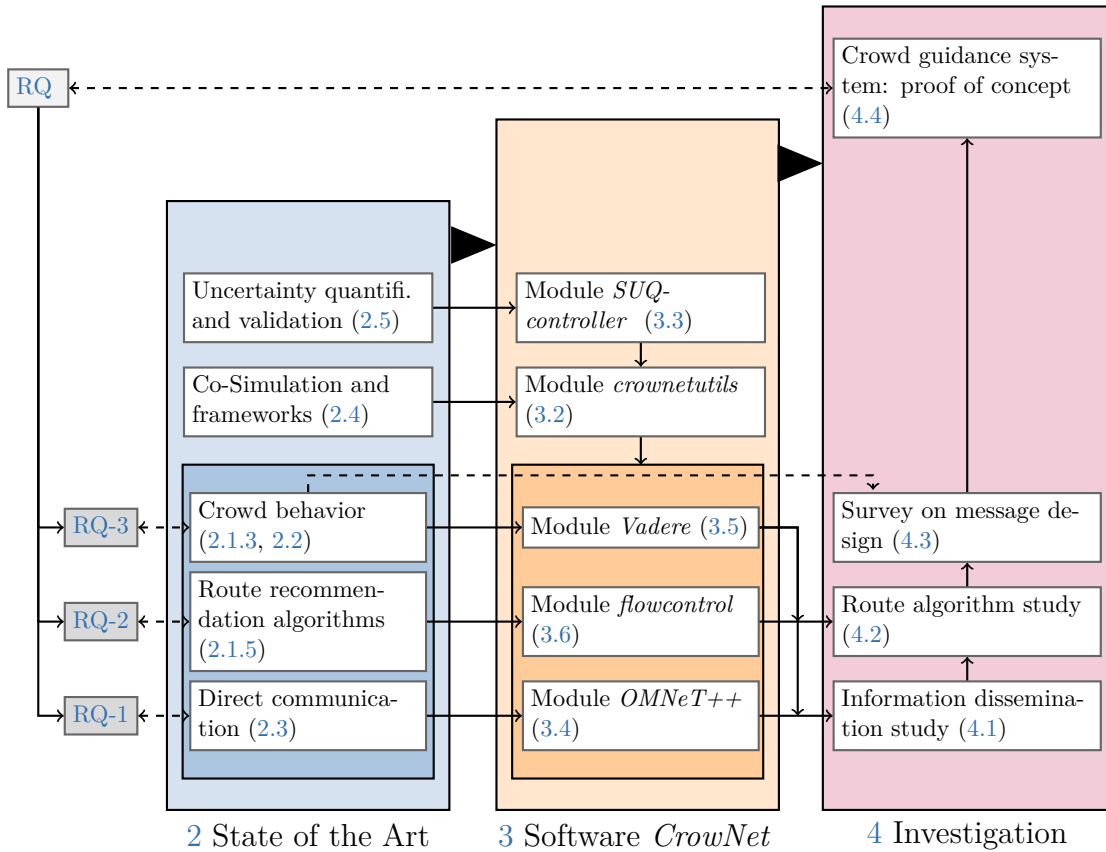 RQ
Crowd guidance sys-
tem: proof of concept
(4.4)
Uncertainty quantifi.
and validation (2.5)
Module SUQ-
controller (3.3)
Co-Simulation and
frameworks (2.4)
Module crownetutils
(3.2)
RQ-3
Crowd behavior
(2.1.3, 2.2)
Module Vadere (3.5)
Survey on message de-
sign (4.3)
RQ-2
Route recommen-
dation algorithms
(2.1.5)
Module flowcontrol
(3.6)
Route algorithm study
(4.2)
RQ-1
Direct communica-
tion (2.3)
Module OMNeT++
(3.4)
Information dissemina-
tion study (4.1)
2 State of the Art
3 Software CrowNet
4 Investigation